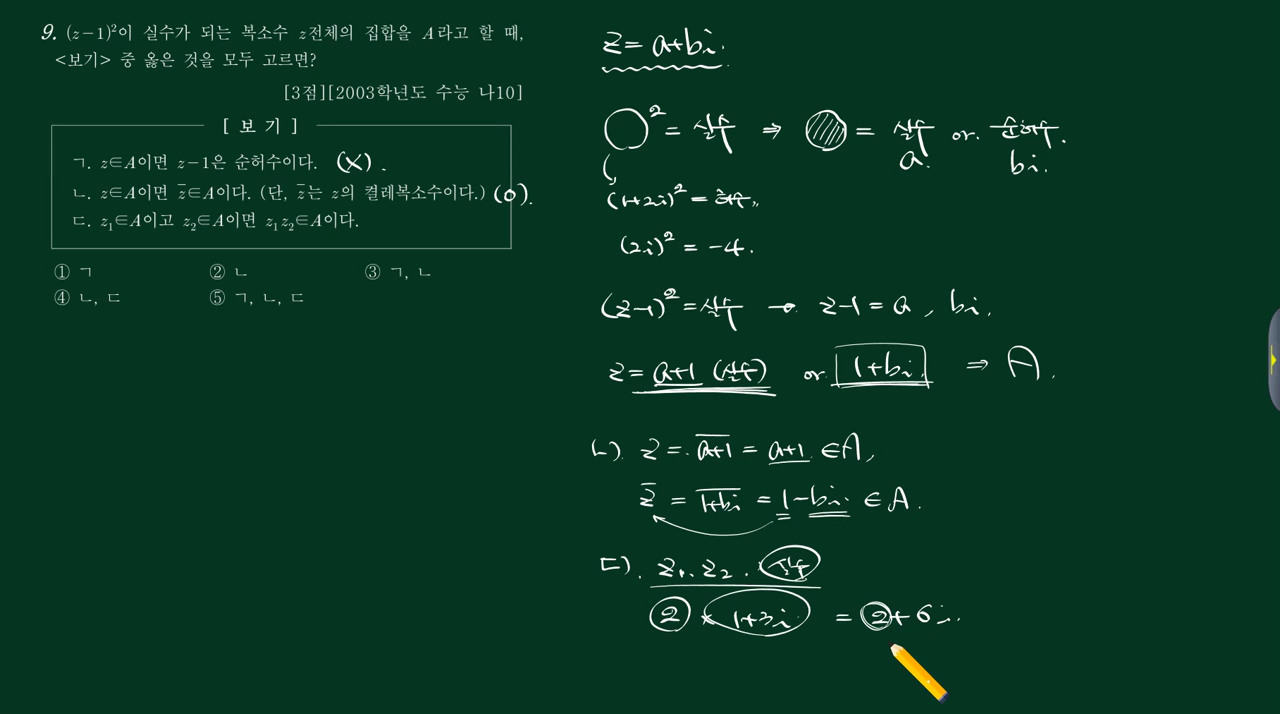 9. (z-1)²이 실수가 되는 복소수 z전체의 집합을 A라고 할 때,
<보기> 중 옳은 것을 모두 고르면?
[3점][2003학년도 수능 나10]
[ 보 기 ]
ㄱ. z∈A이면 z-1은 순허수이다. (X).
ㄴ. z∈A이면 z̅∈A이다. (단, z̅는 z의 켤레복소수이다.) (O).
ㄷ. z₁∈A이고 z₂∈A이면 z₁z₂∈A이다.
① ㄱ ② ㄴ ③ ㄱ, ㄴ
④ ㄴ, ㄷ ⑤ ㄱ, ㄴ, ㄷ
z = a+bi.
○² = 실수 ⇒ ○ = 실수 or. 순허수.
a. bi.
(1+2i)² = 허수.
(2i)² = -4.
(z-1)² = 실수 → z-1 = a, bi.
z = a+1 (실수) or 1+bi. ⇒ A.
ㄴ). z = a̅+̅1̅ = a+1 ∈A,
z̅ = 1̅+̅b̅i̅ = 1-bi. ∈ A.
ㄷ). z₁. z₂. 실수
2 × 1+3i = 2+6i.